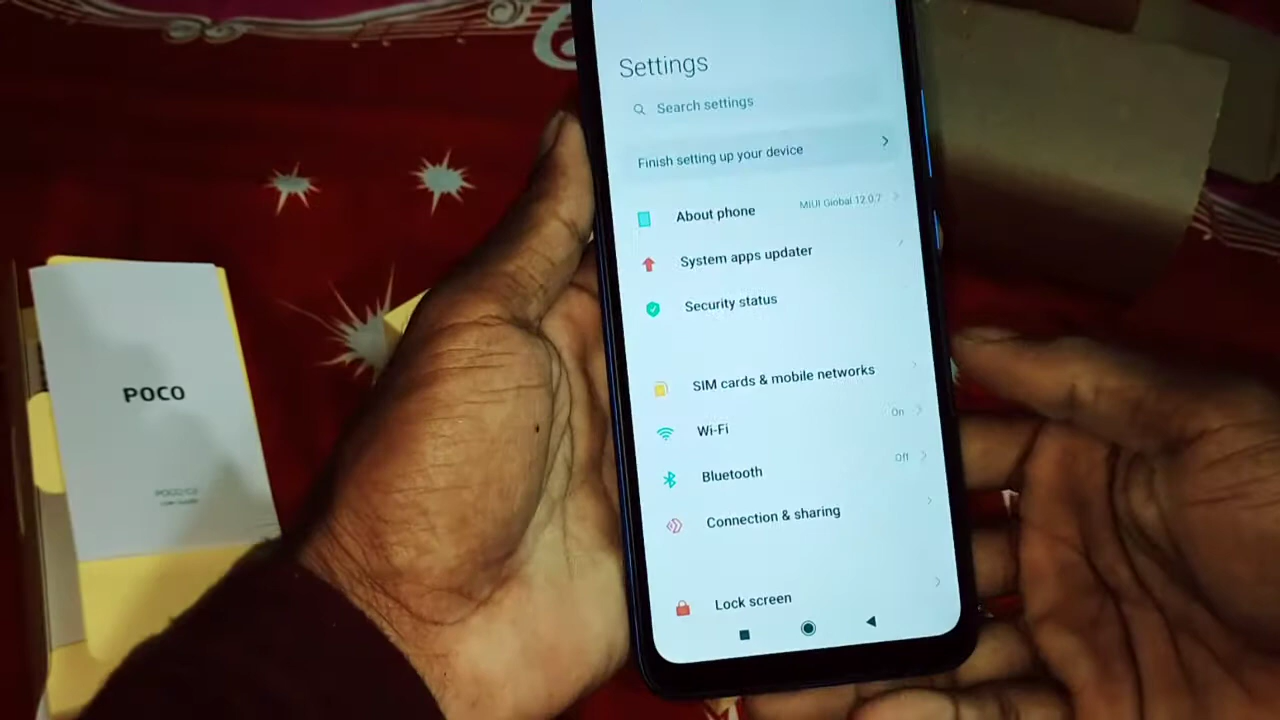 Settings
Search settings
Finish setting up your device
About phone
MIUI Global 12.0.7
System apps updater
Security status
SIM cards & mobile networks
Wi-Fi
On
Bluetooth
Off
Connection & sharing
Lock screen
POCO